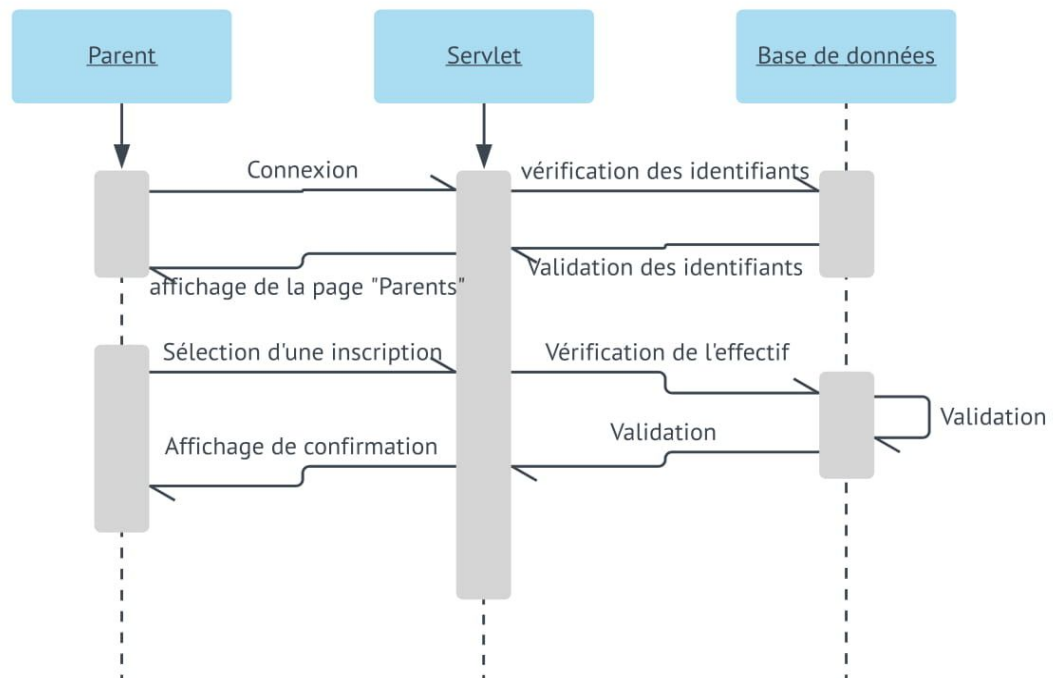 Parent
Servlet
Base de données
Connexion
vérification des identifiants
Validation des identifiants
affichage de la page "Parents"
Sélection d'une inscription
Vérification de l'effectif
Validation
Validation
Affichage de confirmation